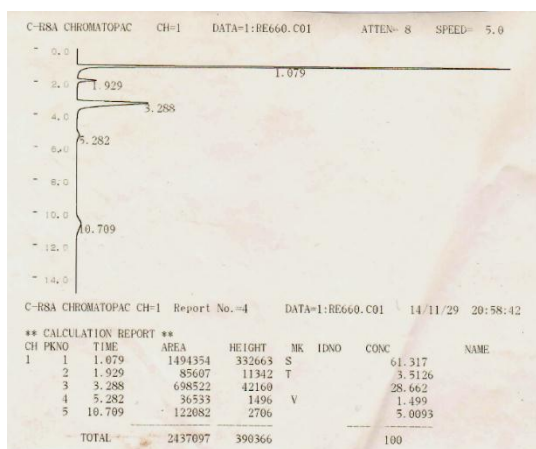 C-R8A CHROMATOPAC CH=1 DATA=1:RE660.C01 ATTEN= 8 SPEED= 5.0
0.0
1.079
2.0 1.929
3.288
4.0
5.282
6.0
8.0
10.0
10.709
12.0
14.0
C-R8A CHROMATOPAC CH=1 Report No.=4 DATA=1:RE660.C01 14/11/29 20:58:42
** CALCULATION REPORT **
CH PKNO TIME AREA HEIGHT MK IDNO CONC NAME
1 1 1.079 1494354 332663 S 61.317
2 1.929 85607 11342 T 3.5126
3 3.288 698522 42160 28.662
4 5.282 36533 1496 V 1.499
5 10.709 122082 2706 5.0093
TOTAL 2437097 390366 100